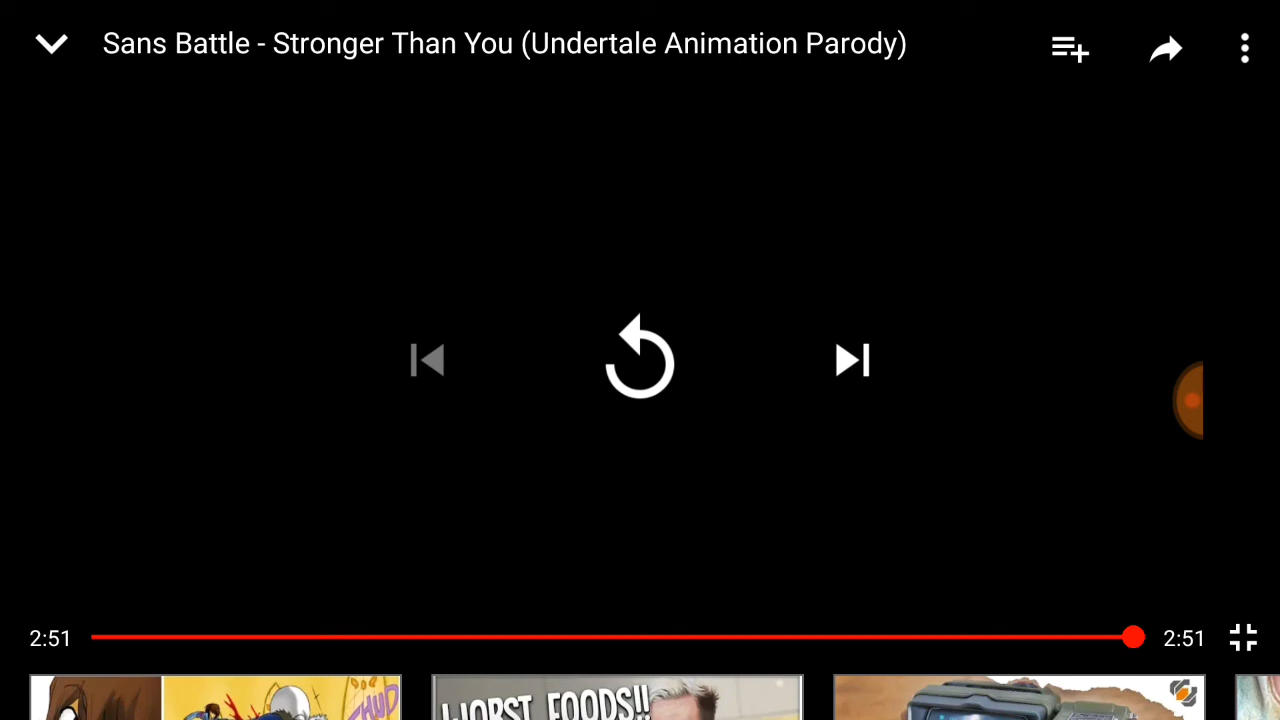 Sans Battle - Stronger Than You (Undertale Animation Parody)
2:51
2:51
THUD
WORST FOODS!!